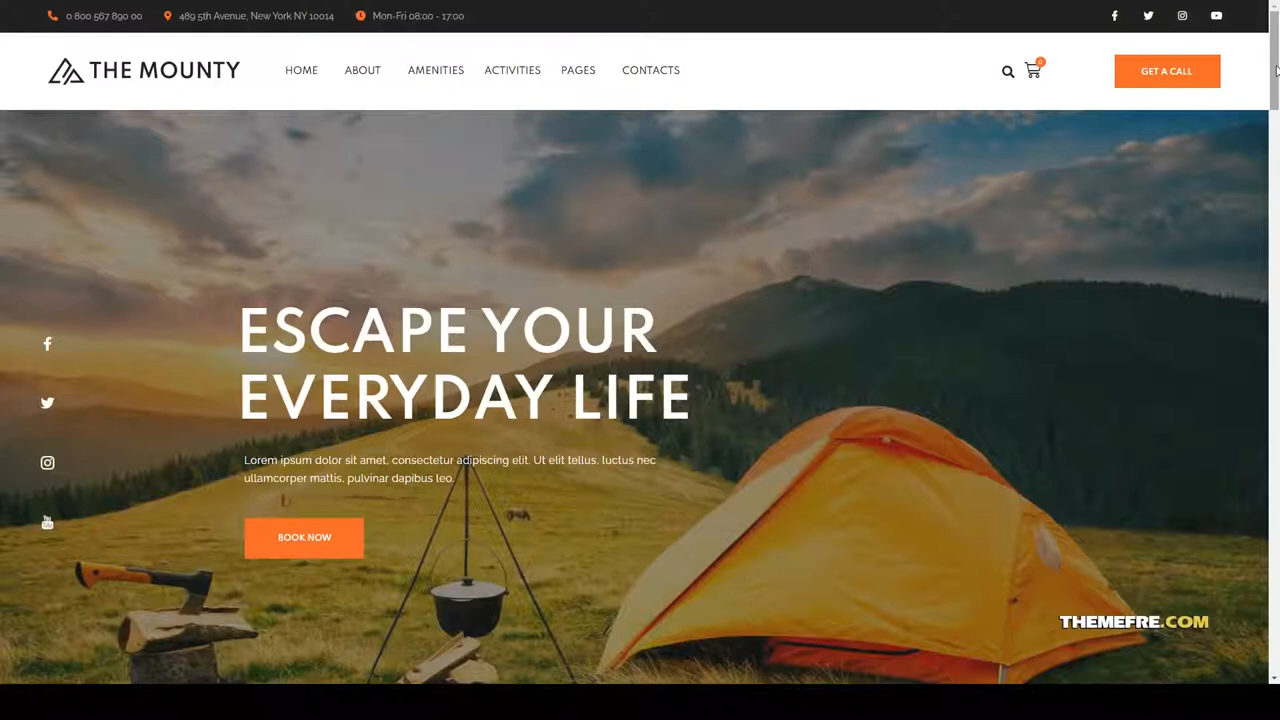 0 800 567 890 00
489 5th Avenue, New York NY 10014
Mon-Fri 08:00 - 17:00
THE MOUNTY
HOME
ABOUT
AMENITIES
ACTIVITIES
PAGES
CONTACTS
0
GET A CALL
ESCAPE YOUR
EVERYDAY LIFE
Lorem ipsum dolor sit amet, consectetur adipiscing elit. Ut elit tellus, luctus nec
ullamcorper mattis, pulvinar dapibus leo.
BOOK NOW
THEMEFRE.COM